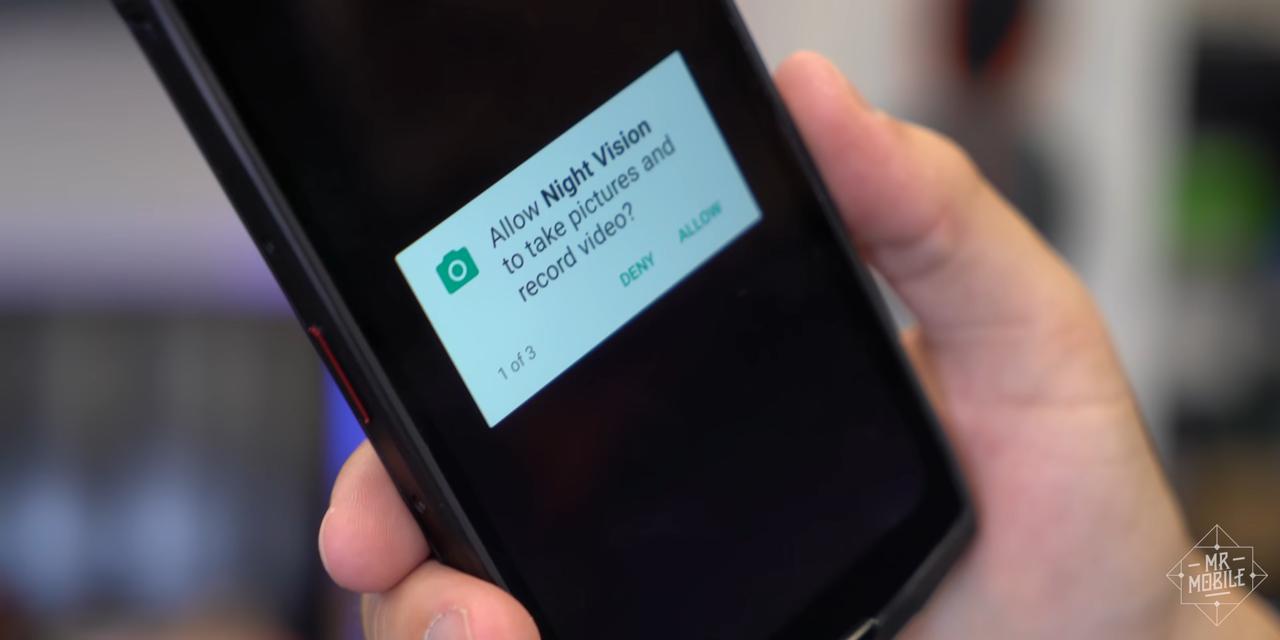 Allow Night Vision
to take pictures and
record video?
DENY ALLOW
1 of 3
MR
MOBILE